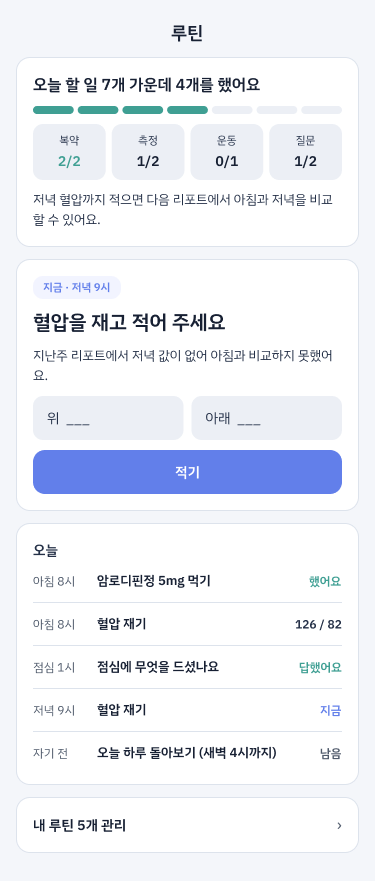 루틴
오늘 할 일 7개 가운데 4개를 했어요
복약
측정
운동
질문
2/2
1/2
0/1
1/2
저녁 혈압까지 적으면 다음 리포트에서 아침과 저녁을 비교
할 수 있어요.
지금 · 저녁 9시
혈압을 재고 적어 주세요
지난주 리포트에서 저녁 값이 없어 아침과 비교하지 못했어
요.
위 ___
아래 ___
적기
오늘
아침 8시 암로디핀정 5mg 먹기 했어요
아침 8시 혈압 재기 126 / 82
점심 1시 점심에 무엇을 드셨나요 답했어요
저녁 9시 혈압 재기 지금
자기 전 오늘 하루 돌아보기 (새벽 4시까지) 남음
내 루틴 5개 관리 ›